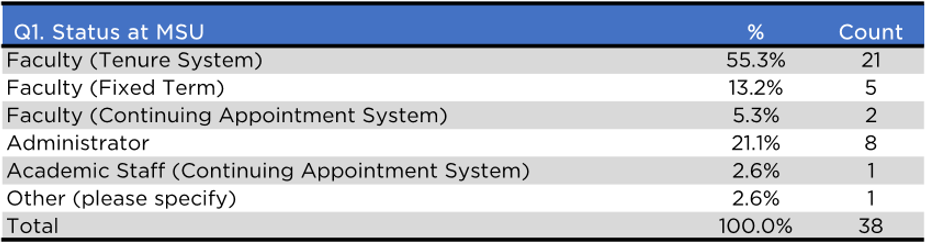 Q1. Status at MSU % Count
Faculty (Tenure System) 55.3% 21
Faculty (Fixed Term) 13.2% 5
Faculty (Continuing Appointment System) 5.3% 2
Administrator 21.1% 8
Academic Staff (Continuing Appointment System) 2.6% 1
Other (please specify) 2.6% 1
Total 100.0% 38